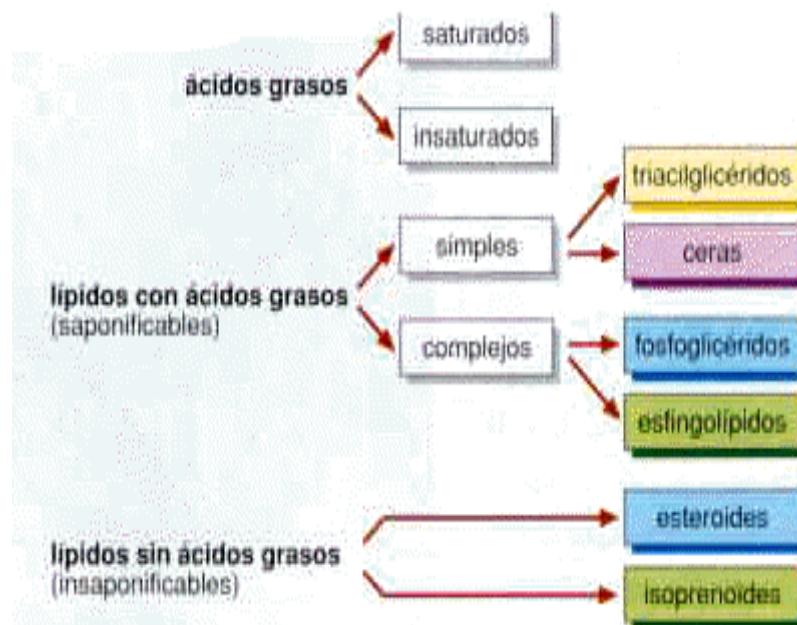 saturados
ácidos grasos
insaturados
triacilglicéridos
simples
ceras
lípidos con ácidos grasos
(saponificables)
complejos
fosfoglicéridos
esfingolípidos
esteroides
lípidos sin ácidos grasos
(insaponificables)
isoprenoides